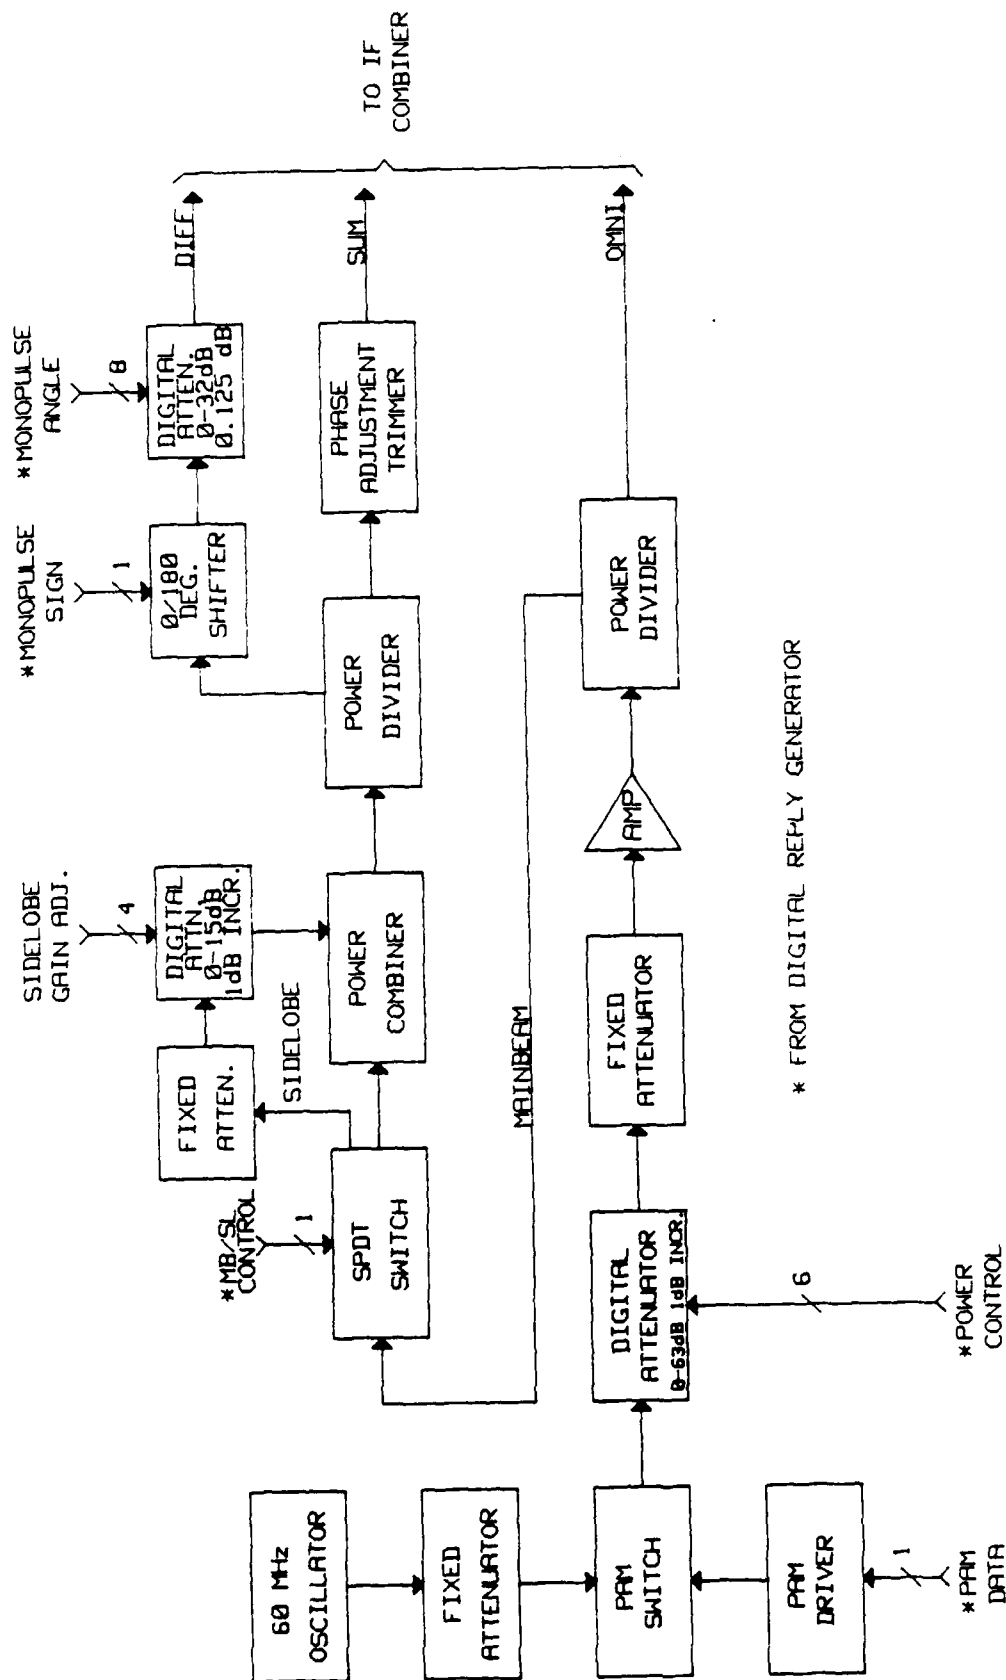 *MONOPULSE
SIGN
*MONOPULSE
ANGLE
1
8
SIDELOBE
GAIN ADJ.
4
0/180
DEG.
SHIFTER
DIGITAL
ATTEN.
0-32dB
0.125 dB
DIFF
FIXED
ATTEN.
DIGITAL
ATTN,
0-15dB
1dB INCR.
SIDELOBE
*MB/SL
CONTROL
1
SPDT
SWITCH
POWER
COMBINER
POWER
DIVIDER
PHASE
ADJUSTMENT
TRIMMER
SUM
TO IF
COMBINER
MAINBEAM
60 MHz
OSCILLATOR
FIXED
ATTENUATOR
PAM
SWITCH
PAM
DRIVER
1
*PAM
DATA
DIGITAL
ATTENUATOR
0-63dB 1dB INCR.
6
*POWER
CONTROL
FIXED
ATTENUATOR
AMP
POWER
DIVIDER
OMNI
* FROM DIGITAL REPLY GENERATOR